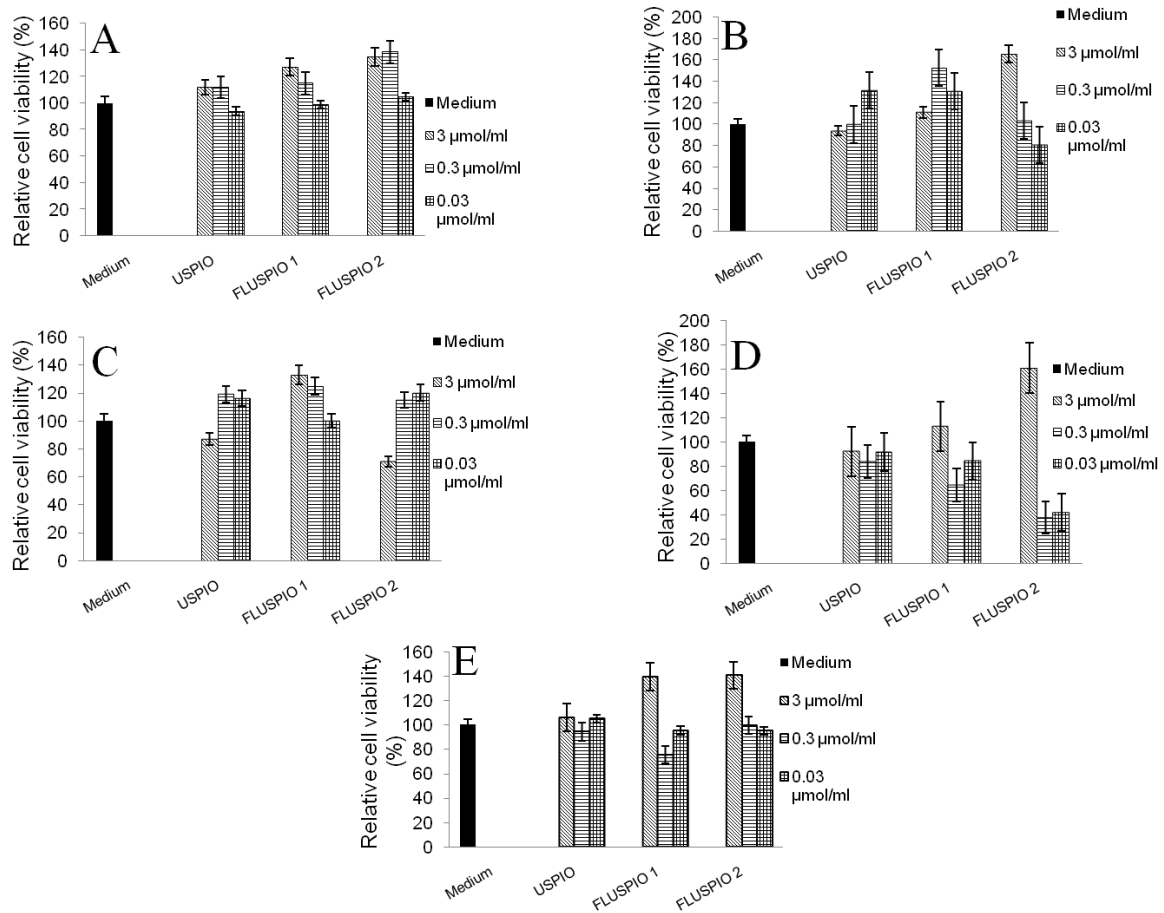 A
Relative cell viability (%)
160
140
120
100
80
60
40
20
0
Medium
USPIO
FLUSPIO 1
FLUSPIO 2
Medium
3 µmol/ml
0.3 µmol/ml
0.03
µmol/ml
B
Relative cell viability (%)
200
180
160
140
120
100
80
60
40
20
0
Medium
USPIO
FLUSPIO 1
FLUSPIO 2
Medium
3 µmol/ml
0.3 µmol/ml
0.03
µmol/ml
C
Relative cell viability (%)
160
140
120
100
80
60
40
20
0
Medium
USPIO
FLUSPIO 1
FLUSPIO 2
Medium
3 µmol/ml
0.3 µmol/ml
0.03
µmol/ml
D
Relative cell viability (%)
200
180
160
140
120
100
80
60
40
20
0
Medium
USPIO
FLUSPIO 1
FLUSPIO 2
Medium
3 µmol/ml
0.3 µmol/ml
0.03 µmol/ml
E
Relative cell viability
(%)
160
140
120
100
80
60
40
20
0
Medium
USPIO
FLUSPIO 1
FLUSPIO 2
Medium
3 µmol/ml
0.3 µmol/ml
0.03
µmol/ml